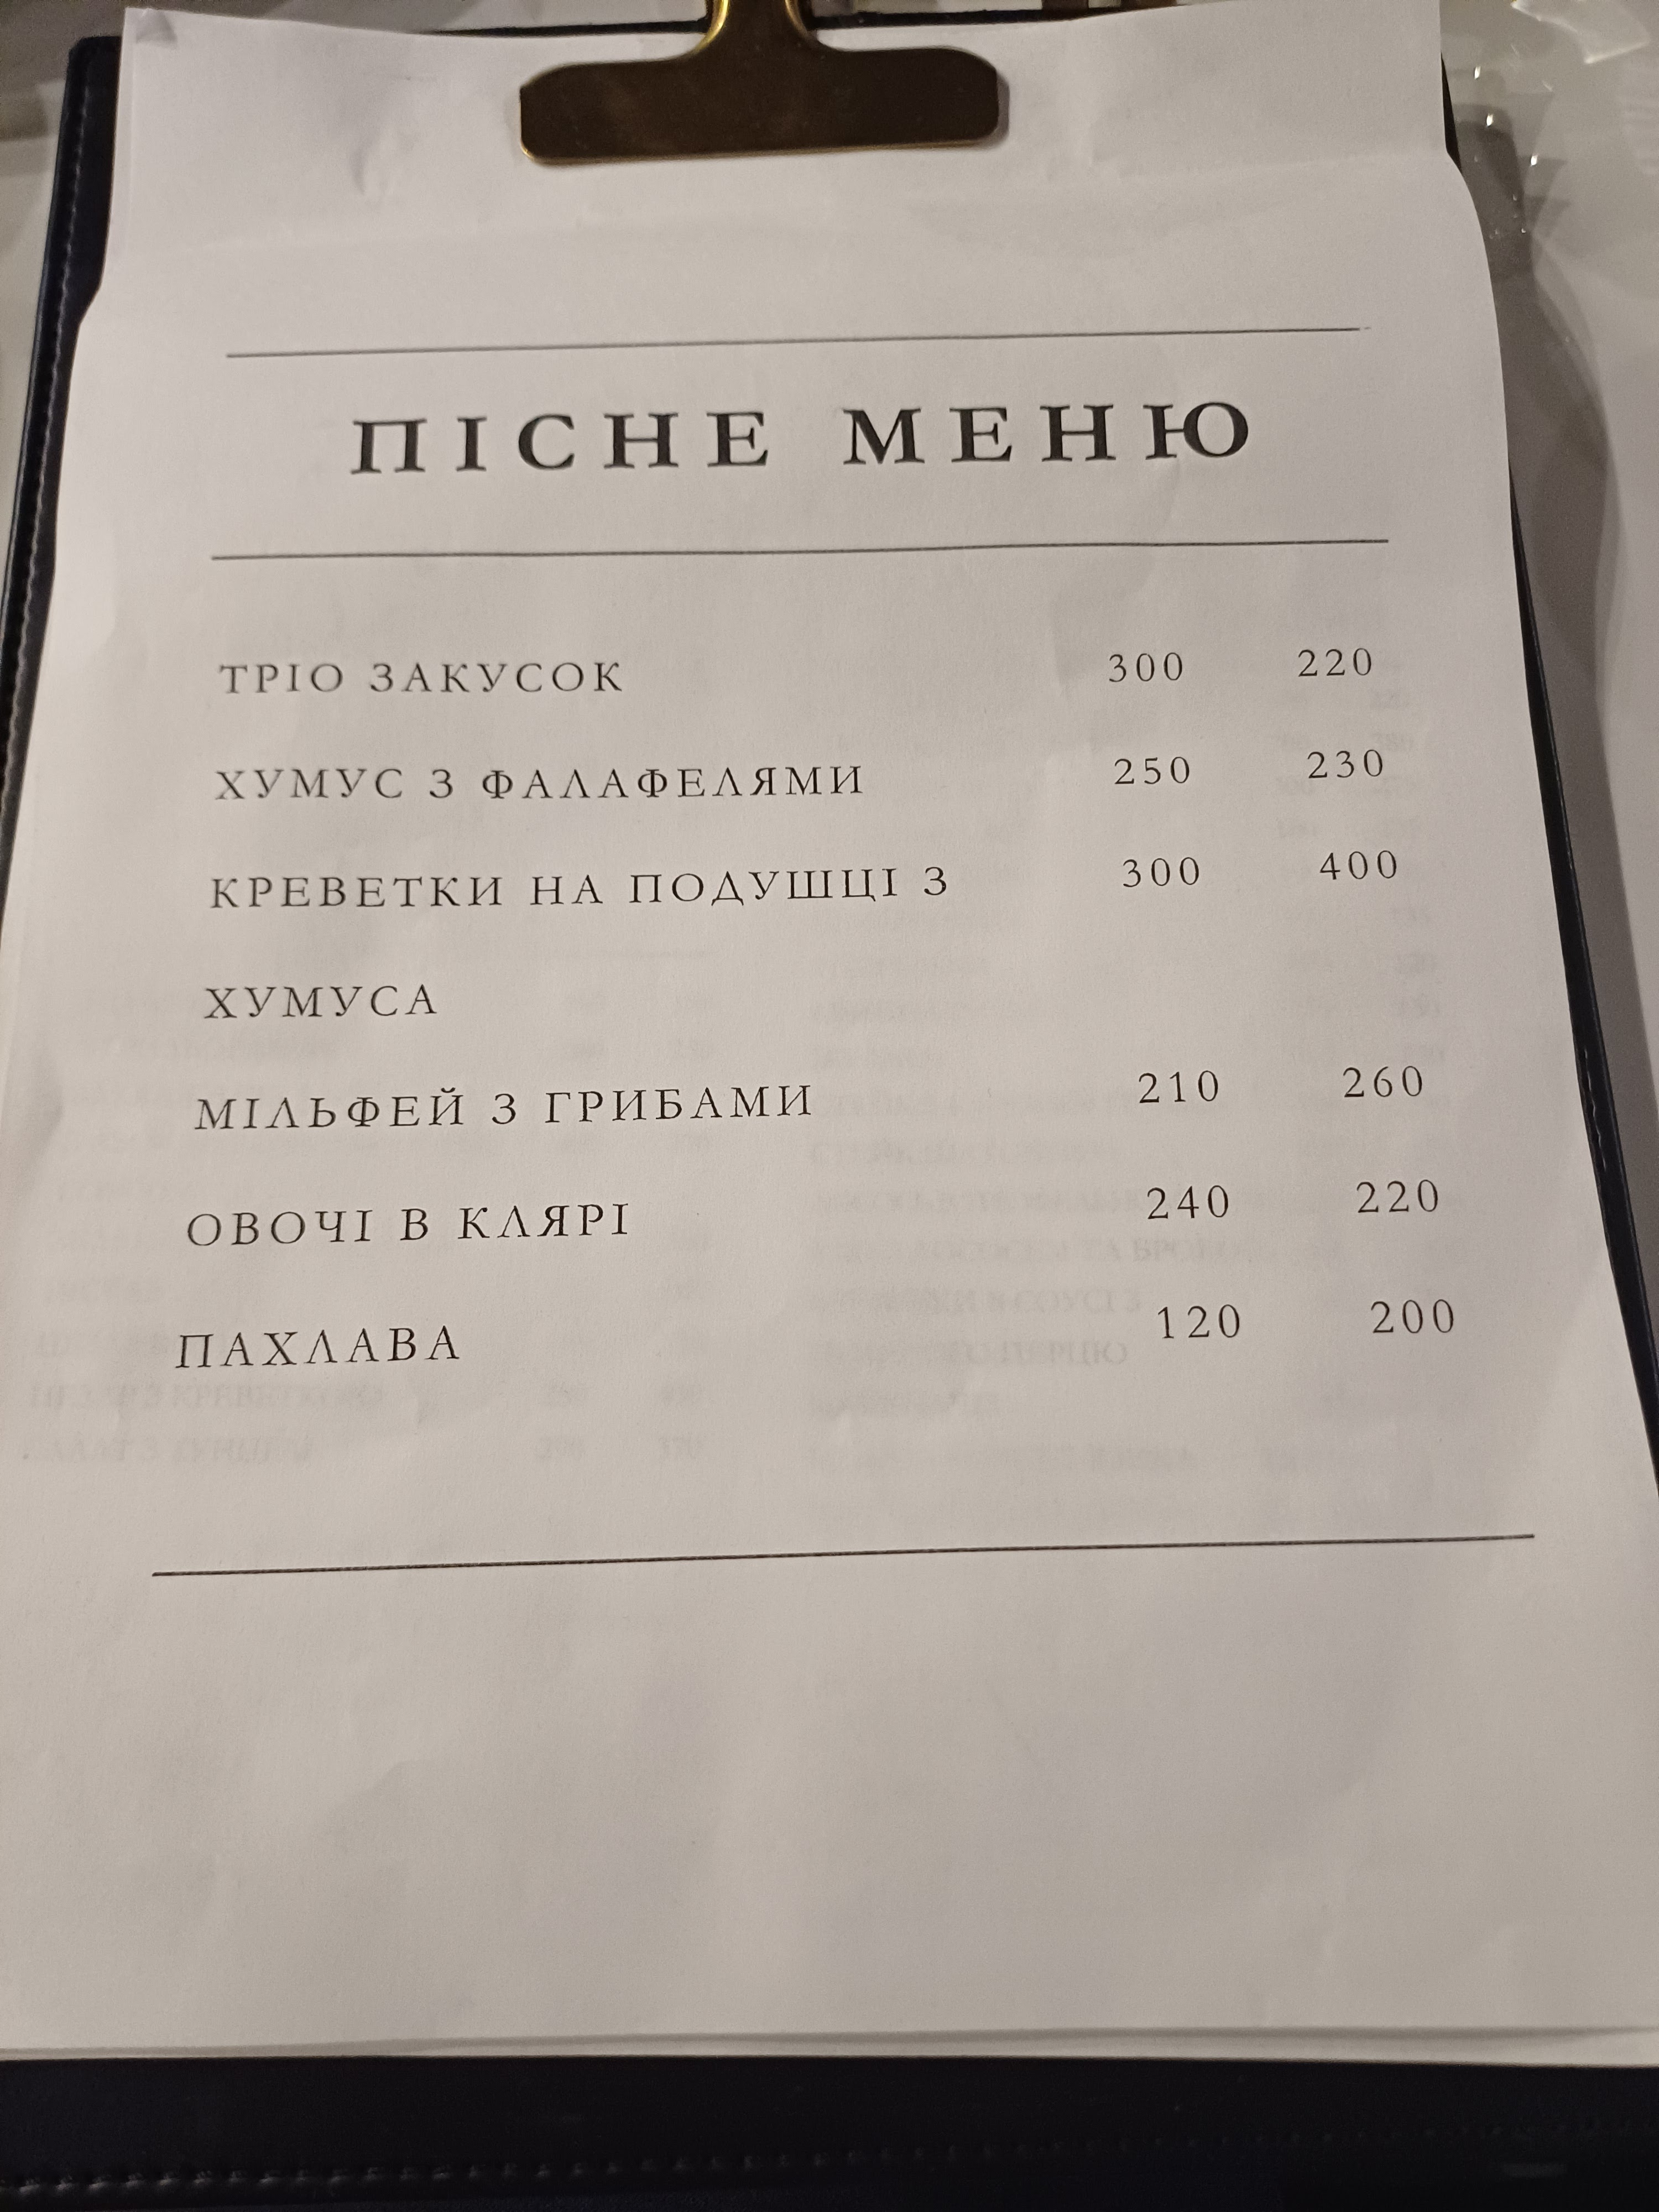 ПІСНЕ МЕНЮ
ТРІО ЗАКУСОК 300 220
ХУМУС З ФАЛАФЕЛЯМИ 250 230
КРЕВЕТКИ НА ПОДУШЦІ З 300 400
ХУМУСА
МІЛЬФЕЙ З ГРИБАМИ 210 260
ОВОЧІ В КЛЯРІ 240 220
ПАХЛАВА 120 200